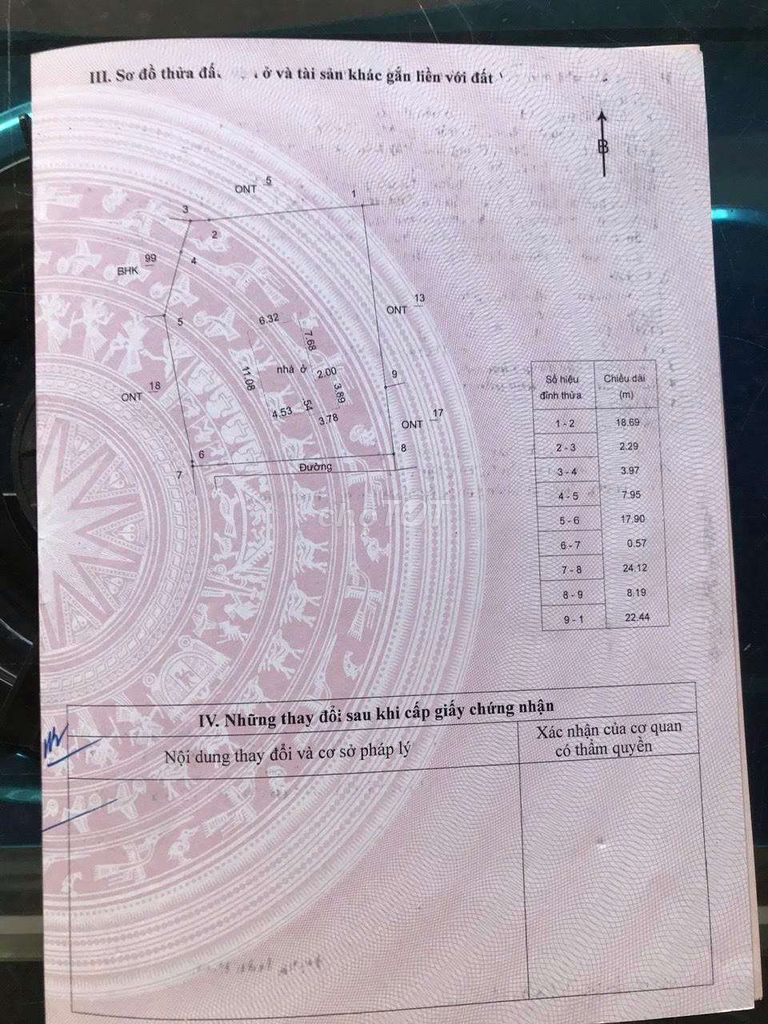 III. Sơ đồ thửa đất ở và tài sản khác gắn liền với đất
B
ONT 5
1
3
2
4
BHK 99
5
ONT 13
6.32
7.68
nhà ở
2.00
11.08
3.89
9
ONT 18
4.53
54
3.78
ONT 17
6
8
7
Đường
chợTỐT
Số hiệu đỉnh thửa
Chiều dài (m)
1 - 2 18.69
2 - 3 2.29
3 - 4 3.97
4 - 5 7.95
5 - 6 17.90
6 - 7 0.57
7 - 8 24.12
8 - 9 8.19
9 - 1 22.44
IV. Những thay đổi sau khi cấp giấy chứng nhận
Nội dung thay đổi và cơ sở pháp lý
Xác nhận của cơ quan
có thẩm quyền